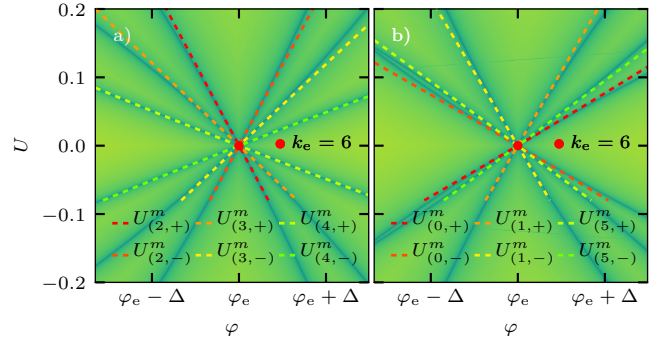 0.2
0.1
0.0
−0.1
−0.2
U
a)
k_e = 6
U^m_{(2,+)} U^m_{(3,+)} U^m_{(4,+)}
U^m_{(2,−)} U^m_{(3,−)} U^m_{(4,−)}
φ_e − Δ φ_e φ_e + Δ
φ
b)
k_e = 6
U^m_{(0,+)} U^m_{(1,+)} U^m_{(5,+)}
U^m_{(0,−)} U^m_{(1,−)} U^m_{(5,−)}
φ_e − Δ φ_e φ_e + Δ
φ